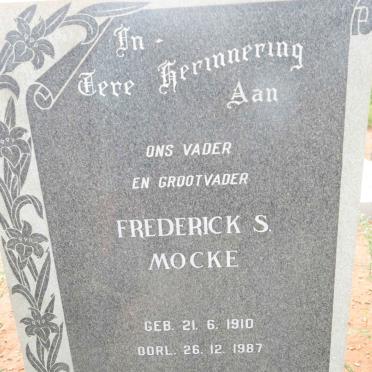 In -
Tere Herinnering
Aan
ONS VADER
EN GROOTVADER
FREDERICK S.
MOCKE
GEB. 21. 6. 1910
OORL. 26. 12. 1987